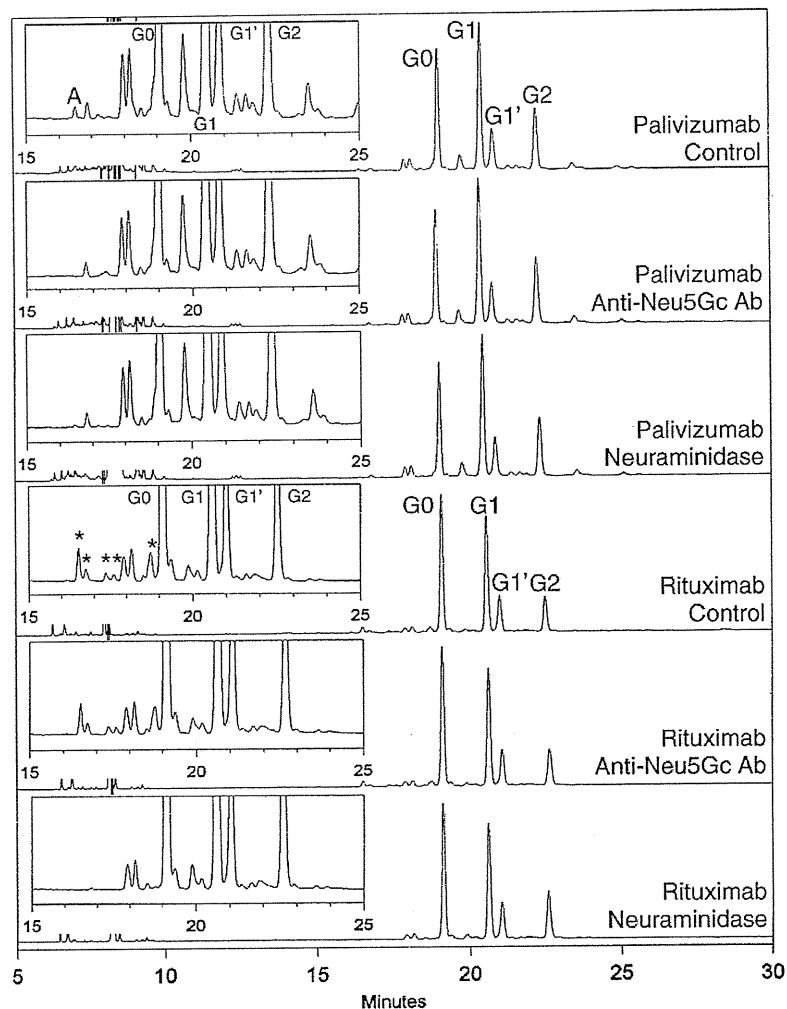 G0 G1' G2
A
G1
15 20 25
G0 G1 G1' G2
Palivizumab
Control
15 20 25
Palivizumab
Anti-Neu5Gc Ab
15 20 25
Palivizumab
Neuraminidase
G0 G1 G1' G2
* * * * *
15 20 25
G0 G1 G1' G2
Rituximab
Control
15 20 25
Rituximab
Anti-Neu5Gc Ab
15 20 25
Rituximab
Neuraminidase
5 10 15 20 25 30
Minutes